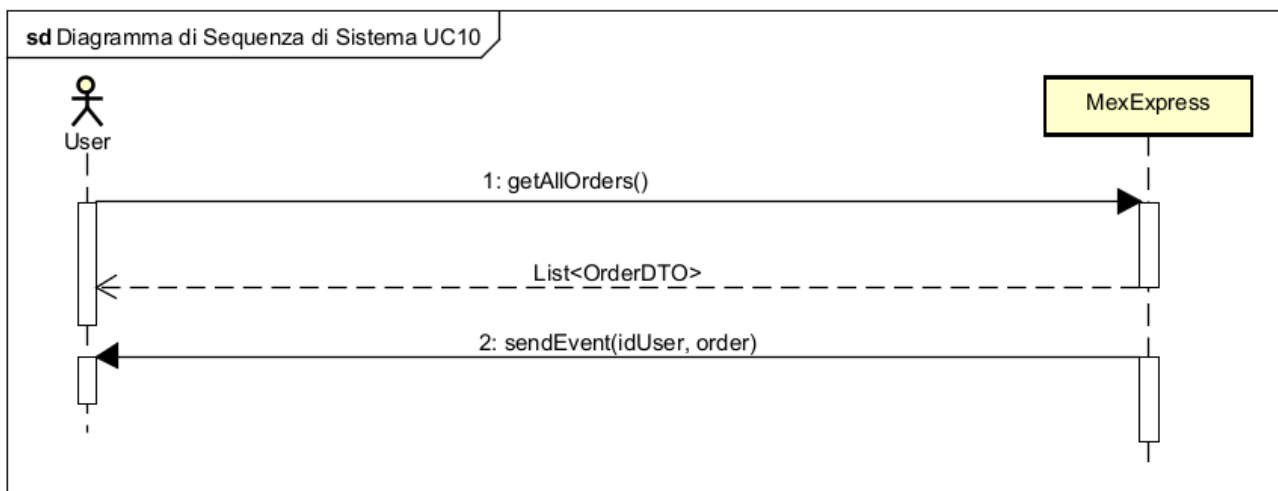 sd Diagramma di Sequenza di Sistema UC10
User
MexExpress
1: getAllOrders()
List<OrderDTO>
2: sendEvent(idUser, order)